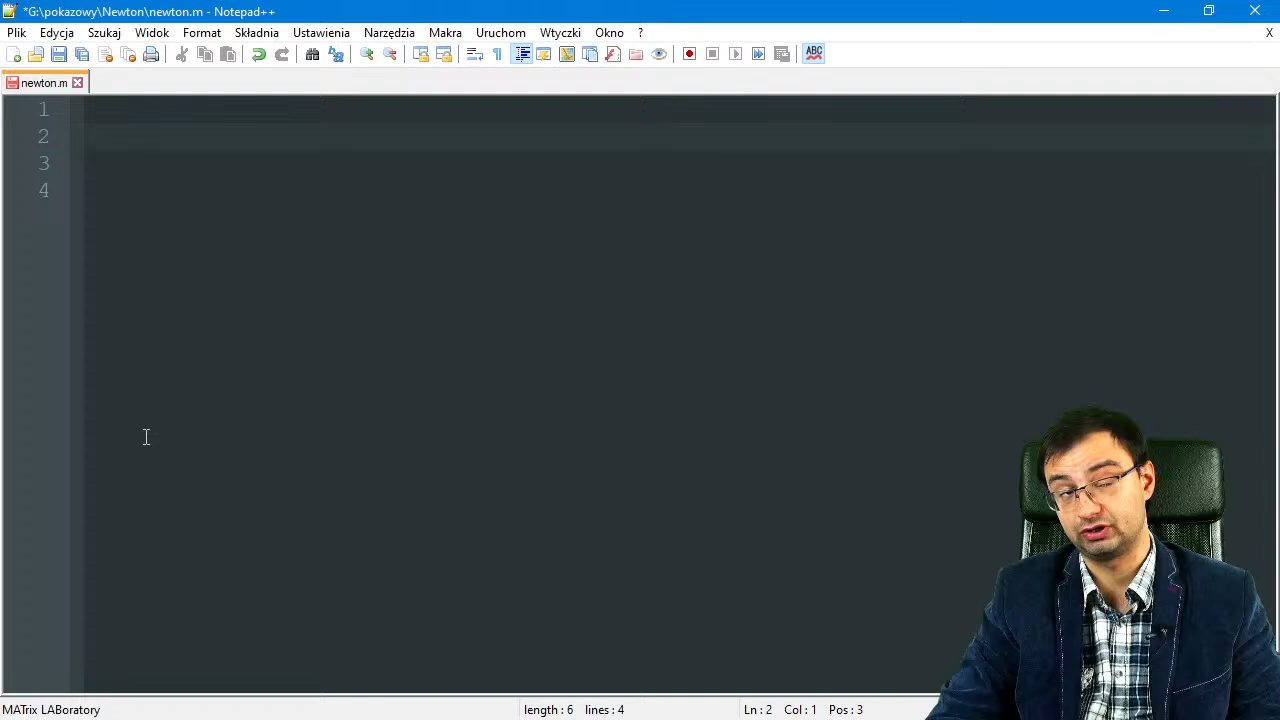 *G:\pokazowy\Newton\newton.m - Notepad++
Plik Edycja Szukaj Widok Format Składnia Ustawienia Narzędzia Makra Uruchom Wtyczki Okno ? X
ABC
newton.m
1
2
3
4
MATrix LABoratory length : 6 lines : 4 Ln : 2 Col : 1 Pos : 3